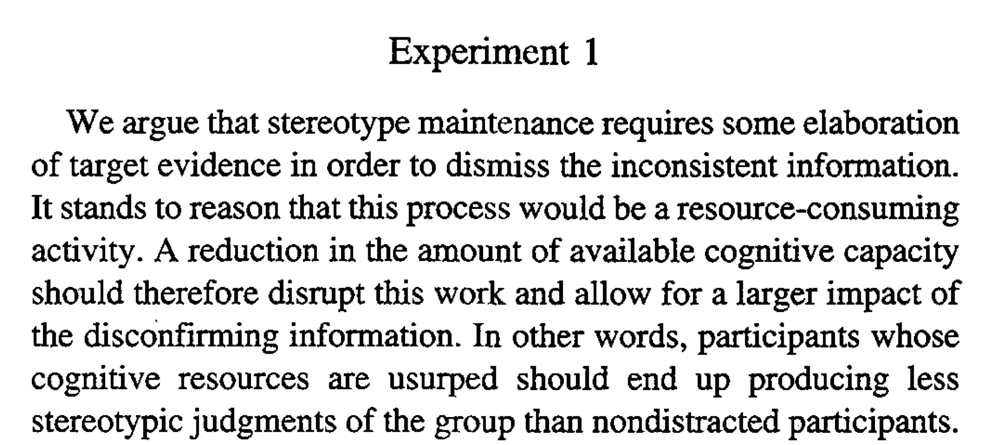 Experiment 1
We argue that stereotype maintenance requires some elaboration
of target evidence in order to dismiss the inconsistent information.
It stands to reason that this process would be a resource-consuming
activity. A reduction in the amount of available cognitive capacity
should therefore disrupt this work and allow for a larger impact of
the disconfirming information. In other words, participants whose
cognitive resources are usurped should end up producing less
stereotypic judgments of the group than nondistracted participants.